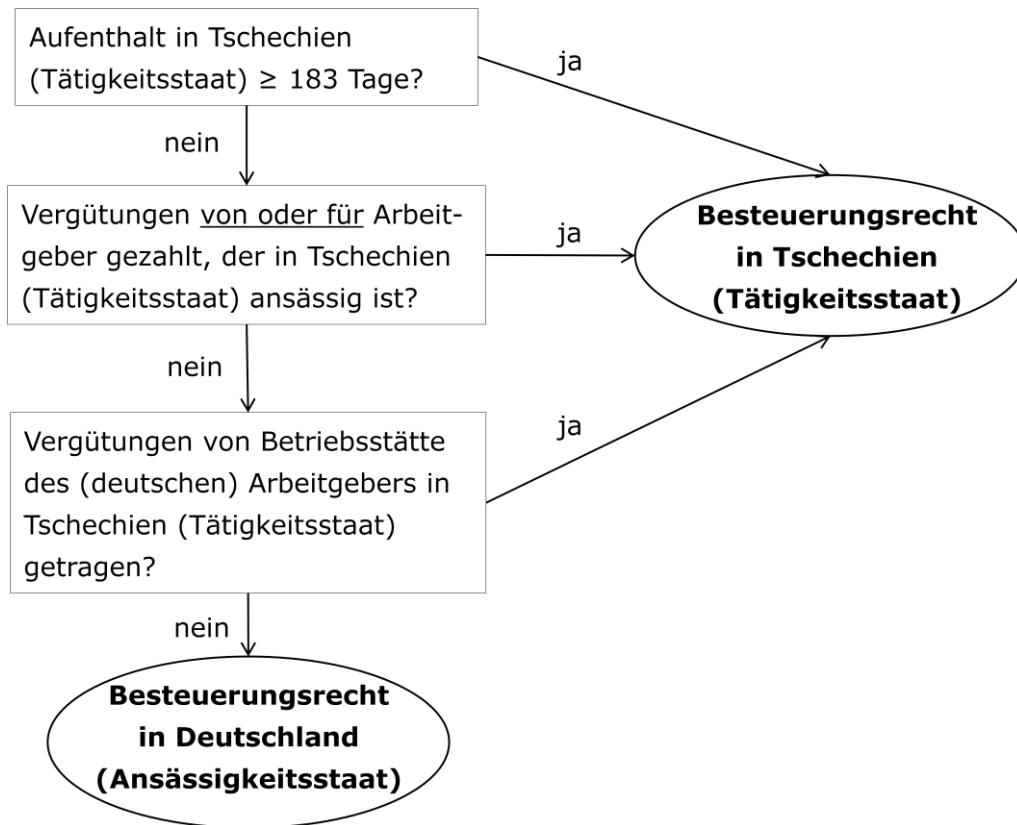 Aufenthalt in Tschechien
(Tätigkeitsstaat) ≥ 183 Tage?
ja
nein
Vergütungen von oder für Arbeit-
geber gezahlt, der in Tschechien
(Tätigkeitsstaat) ansässig ist?
ja
Besteuerungsrecht
in Tschechien
(Tätigkeitsstaat)
nein
Vergütungen von Betriebsstätte
des (deutschen) Arbeitgebers in
Tschechien (Tätigkeitsstaat)
getragen?
ja
nein
Besteuerungsrecht
in Deutschland
(Ansässigkeitsstaat)